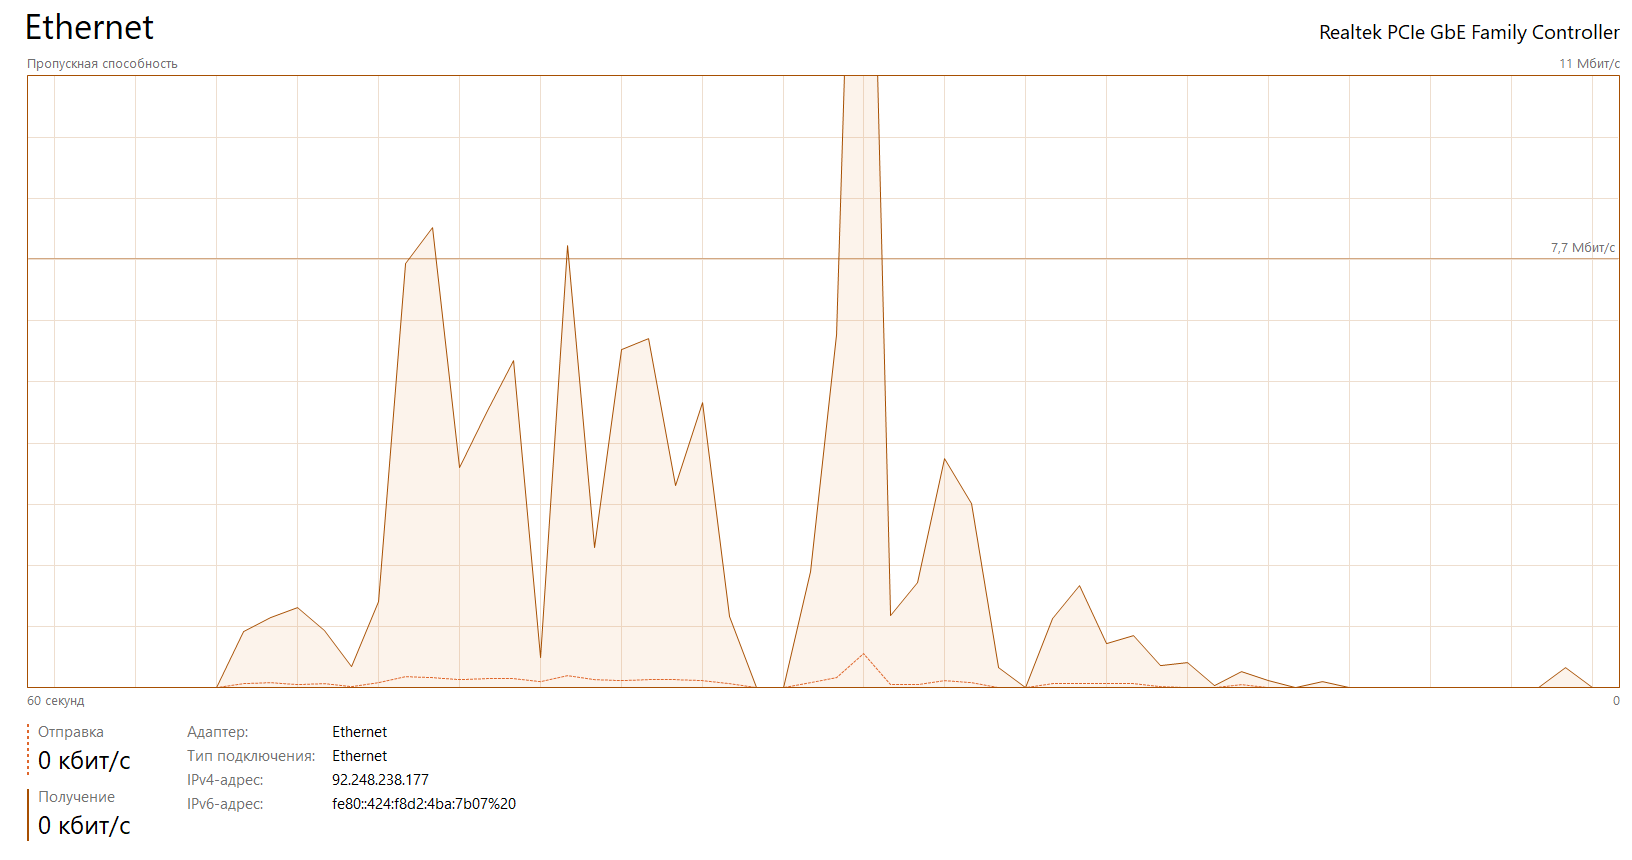 Ethernet
Realtek PCIe GbE Family Controller
Пропускная способность
11 Мбит/с
7,7 Мбит/с
60 секунд
0
Отправка
0 кбит/с
Получение
0 кбит/с
Адаптер: Ethernet
Тип подключения: Ethernet
IPv4-адрес: 92.248.238.177
IPv6-адрес: fe80::424:f8d2:4ba:7b07%20